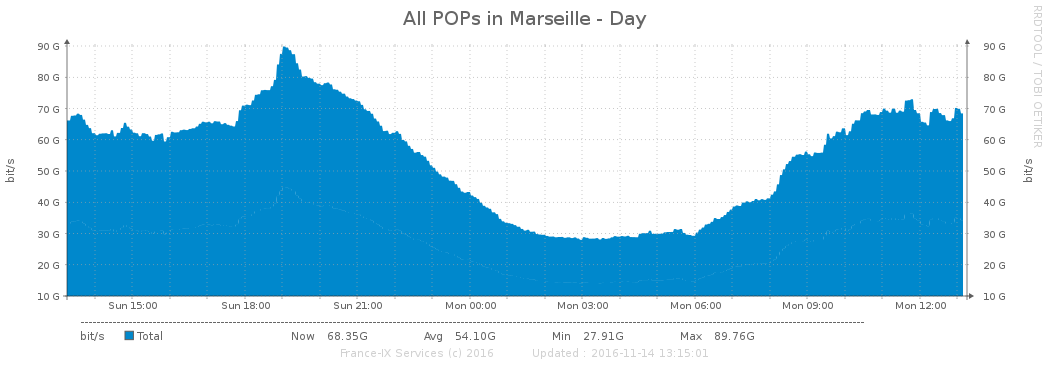 All POPs in Marseille - Day
RRDTOOL / TOBI OETIKER
90 G 90 G
80 G 80 G
70 G 70 G
60 G 60 G
50 G 50 G
40 G 40 G
30 G 30 G
20 G 20 G
10 G 10 G
bit/s bit/s
Sun 15:00 Sun 18:00 Sun 21:00 Mon 00:00 Mon 03:00 Mon 06:00 Mon 09:00 Mon 12:00
bit/s Total Now 68.35G Avg 54.10G Min 27.91G Max 89.76G
France-IX Services (c) 2016 Updated : 2016-11-14 13:15:01